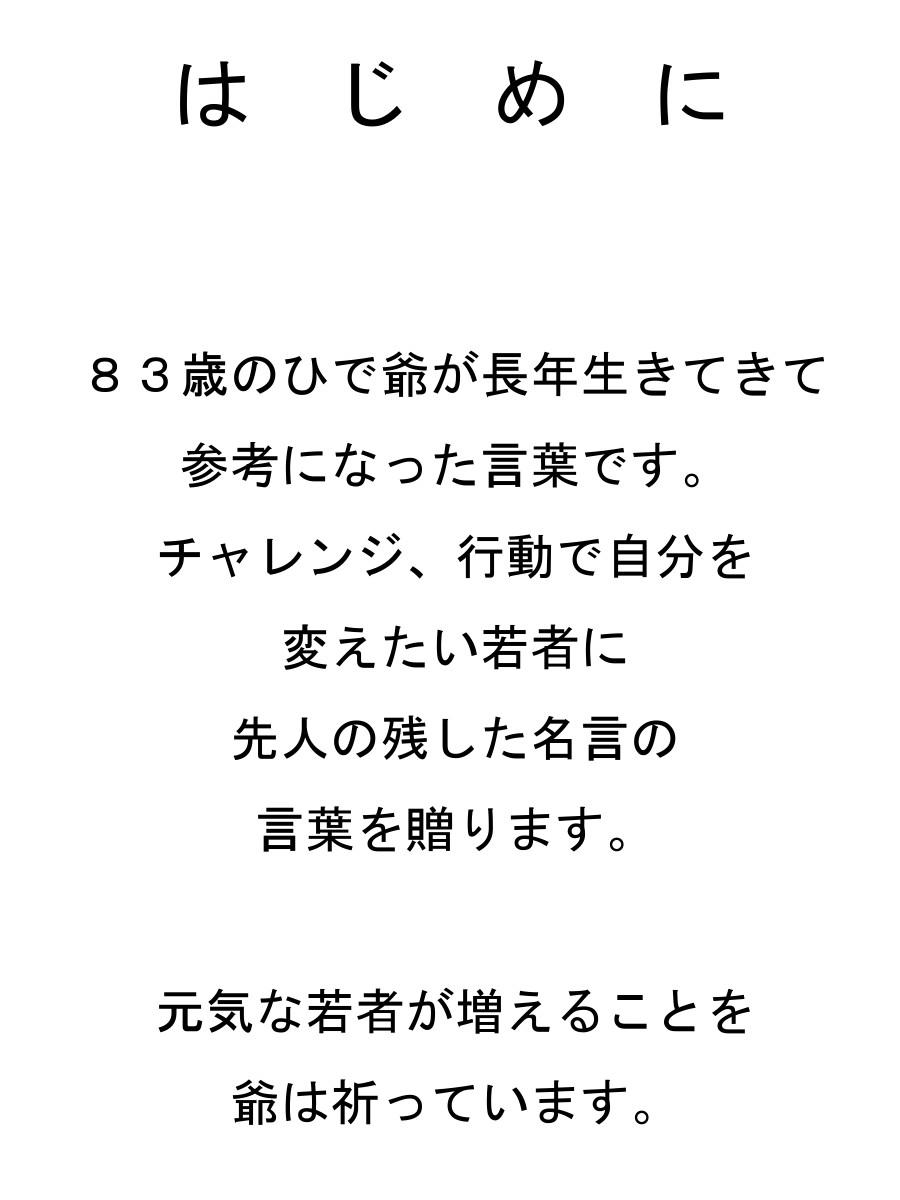 はじめに
８３歳のひで爺が長年生きてきて
参考になった言葉です。
チャレンジ、行動で自分を
変えたい若者に
先人の残した名言の
言葉を贈ります。
元気な若者が増えることを
爺は祈っています。